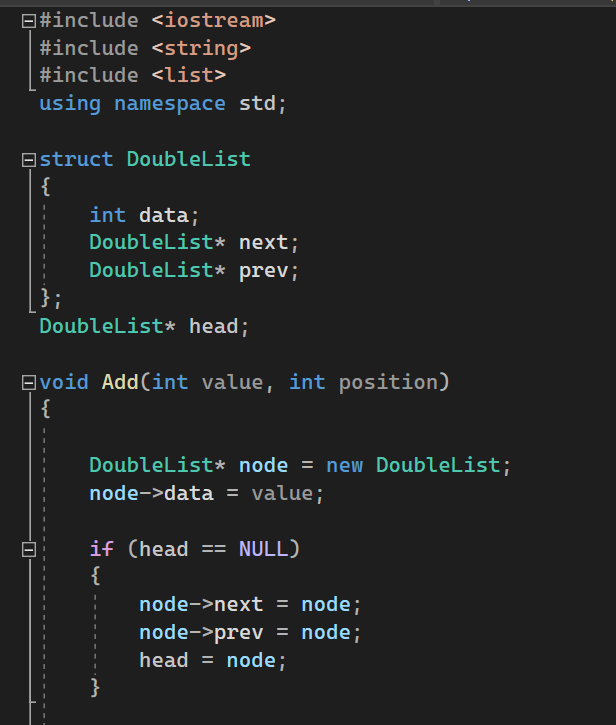 #include <iostream>
#include <string>
#include <list>
using namespace std;
struct DoubleList
{
int data;
DoubleList* next;
DoubleList* prev;
};
DoubleList* head;
void Add(int value, int position)
{
DoubleList* node = new DoubleList;
node->data = value;
if (head == NULL)
{
node->next = node;
node->prev = node;
head = node;
}